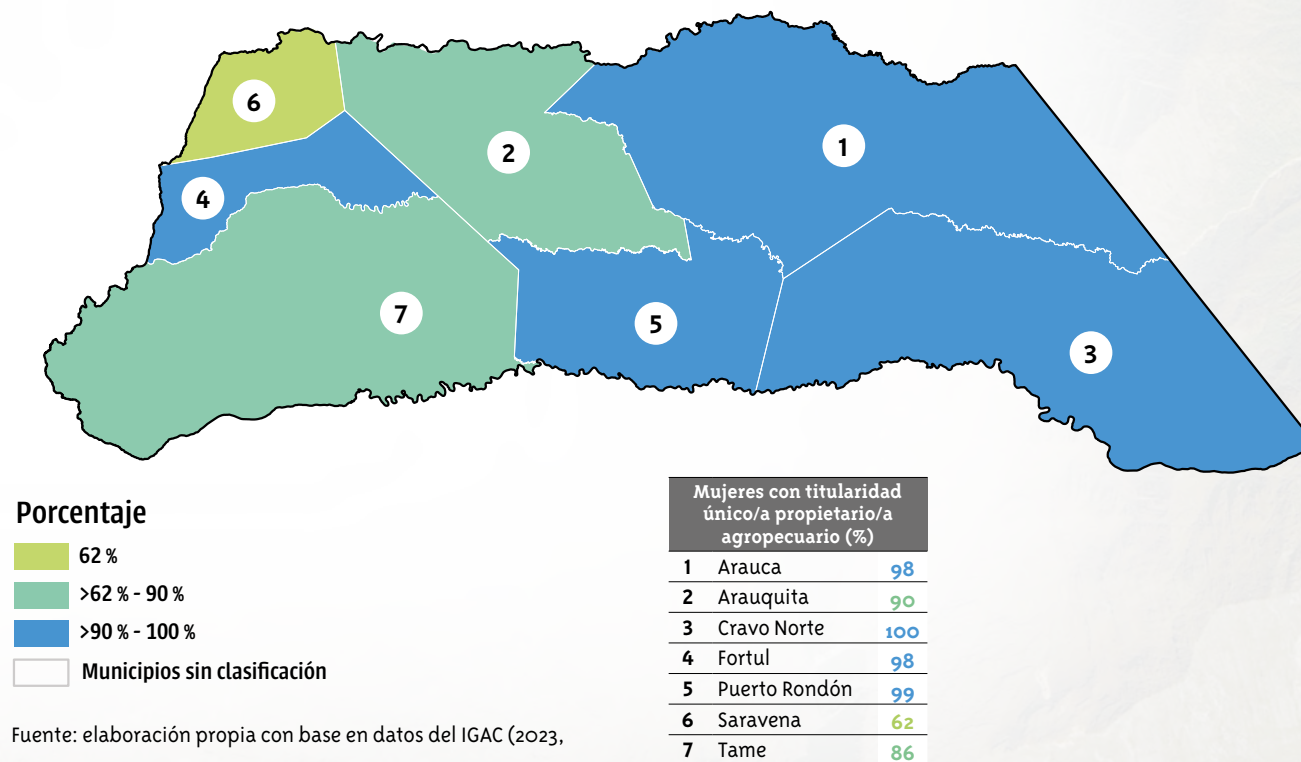 6
2
1
4
7
5
3
Porcentaje
62 %
>62 % - 90 %
>90 % - 100 %
Municipios sin clasificación
Fuente: elaboración propia con base en datos del IGAC (2023,
Mujeres con titularidad
único/a propietario/a
agropecuario (%)
1 Arauca 98
2 Arauquita 90
3 Cravo Norte 100
4 Fortul 98
5 Puerto Rondón 99
6 Saravena 62
7 Tame 86